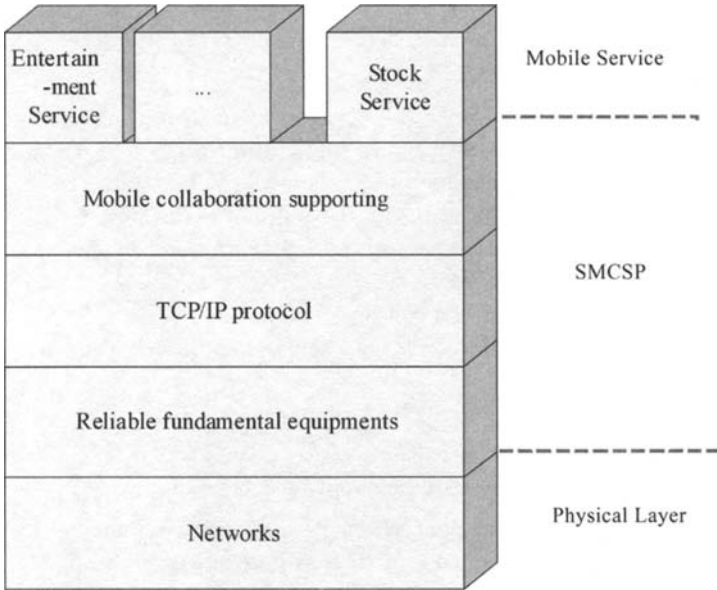 Entertain
-ment
Service
...
Stock
Service
Mobile Service
Mobile collaboration supporting
SMCSP
TCP/IP protocol
Reliable fundamental equipments
Networks
Physical Layer